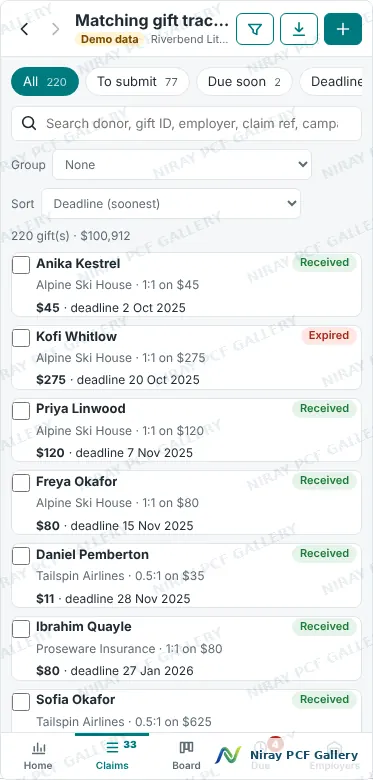 Matching gift trac...
Demo data Riverbend Lit...
All 220 To submit 77 Due soon 2 Deadline
Search donor, gift ID, employer, claim ref, campa
Group None
Sort Deadline (soonest)
220 gift(s) · $100,912
Anika Kestrel Received
Alpine Ski House · 1:1 on $45
$45 · deadline 2 Oct 2025
Kofi Whitlow Expired
Alpine Ski House · 1:1 on $275
$275 · deadline 20 Oct 2025
Priya Linwood Received
Alpine Ski House · 1:1 on $120
$120 · deadline 7 Nov 2025
Freya Okafor Received
Alpine Ski House · 1:1 on $80
$80 · deadline 15 Nov 2025
Daniel Pemberton Received
Tailspin Airlines · 0.5:1 on $35
$11 · deadline 28 Nov 2025
Ibrahim Quayle Received
Proseware Insurance · 1:1 on $80
$80 · deadline 27 Jan 2026
Sofia Okafor Received
Tailspin Airlines · 0.5:1 on $625
Home Claims 33 Board Due 4 Employers
Niray PCF Gallery
NIRAY PCF GALLERY